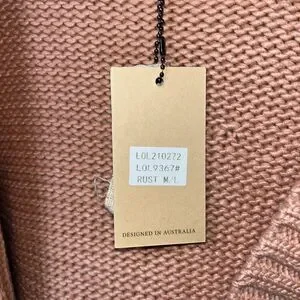 LOL210272
LOL9367#
RUST M/L
DESIGNED IN AUSTRALIA